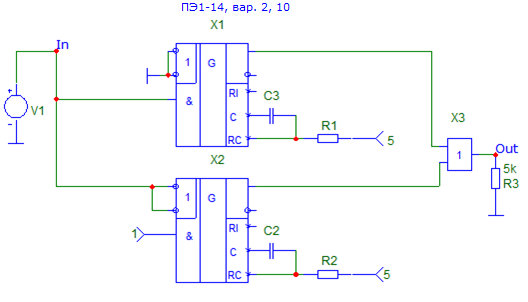 ПЭ1-14, вар. 2, 10
X1
In
1
G
RI
&
C
RC
C3
R1
5
+
-
V1
X3
1
Out
5k
R3
X2
1
G
RI
1
&
C
RC
C2
R2
5